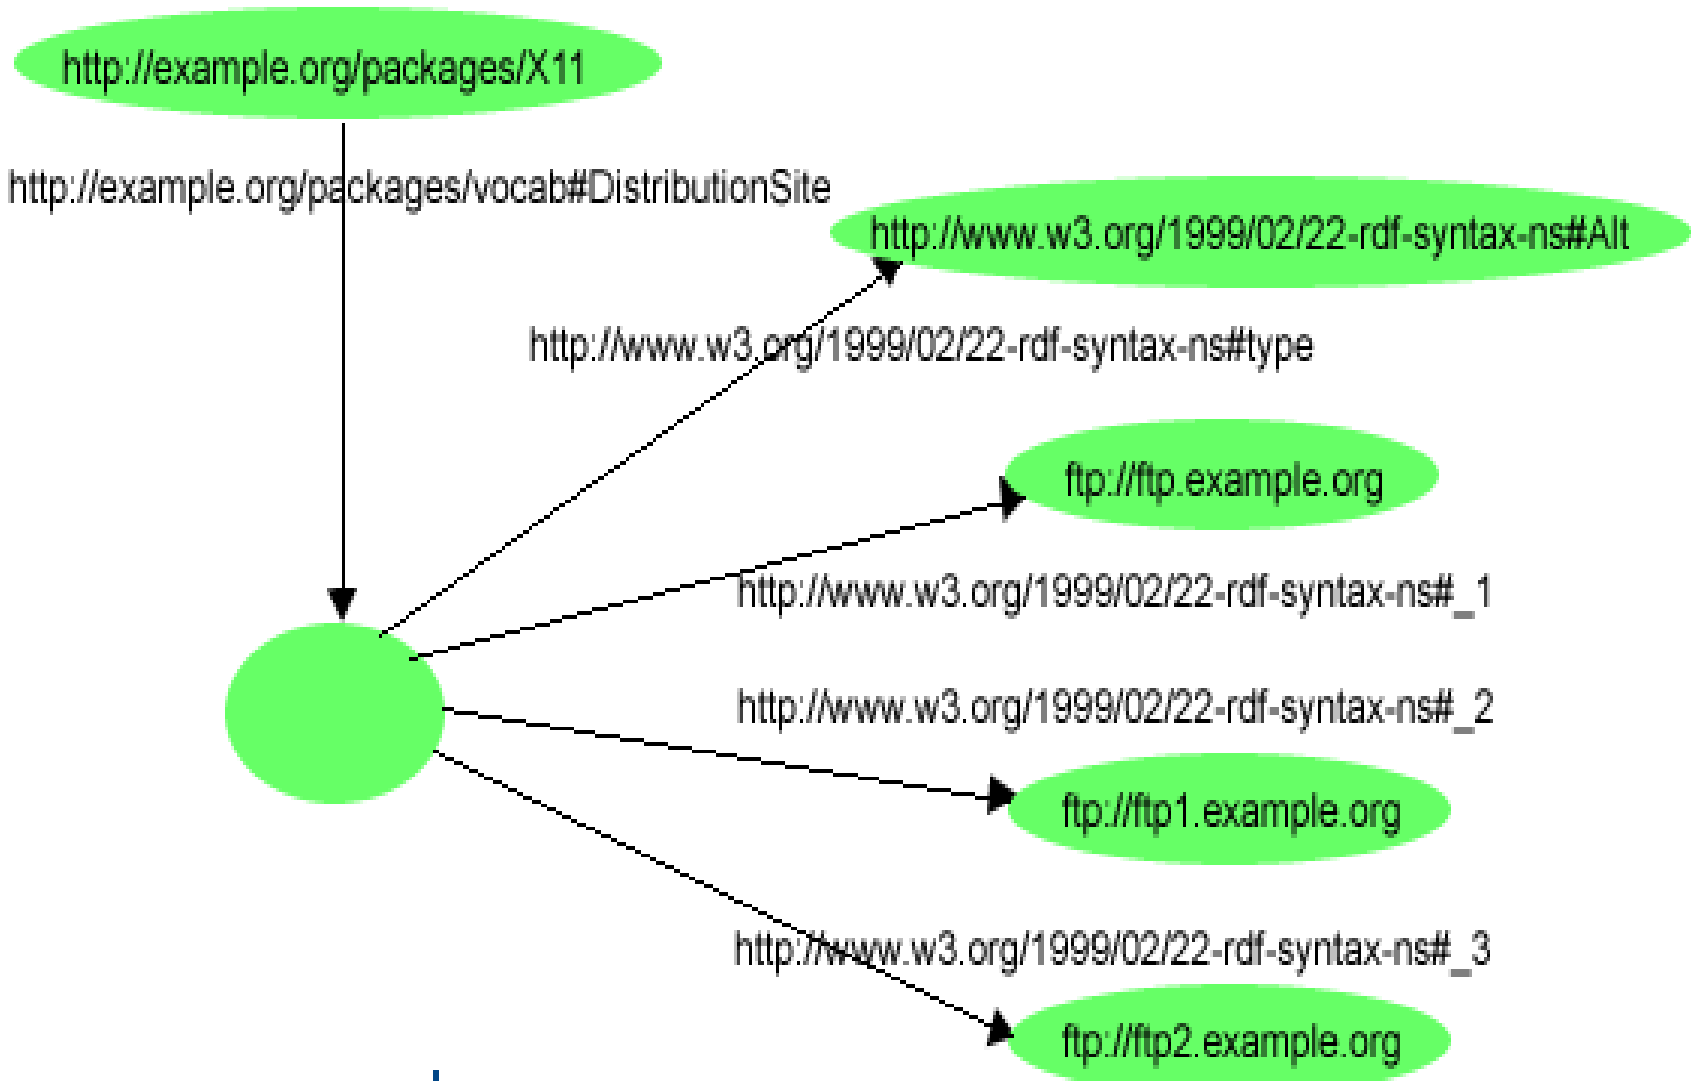 http://example.org/packages/X11
http://example.org/packages/vocab#DistributionSite
http://www.w3.org/1999/02/22-rdf-syntax-ns#Alt
http://www.w3.org/1999/02/22-rdf-syntax-ns#type
ftp://ftp.example.org
http://www.w3.org/1999/02/22-rdf-syntax-ns#_1
http://www.w3.org/1999/02/22-rdf-syntax-ns#_2
ftp://ftp1.example.org
http://www.w3.org/1999/02/22-rdf-syntax-ns#_3
ftp://ftp2.example.org